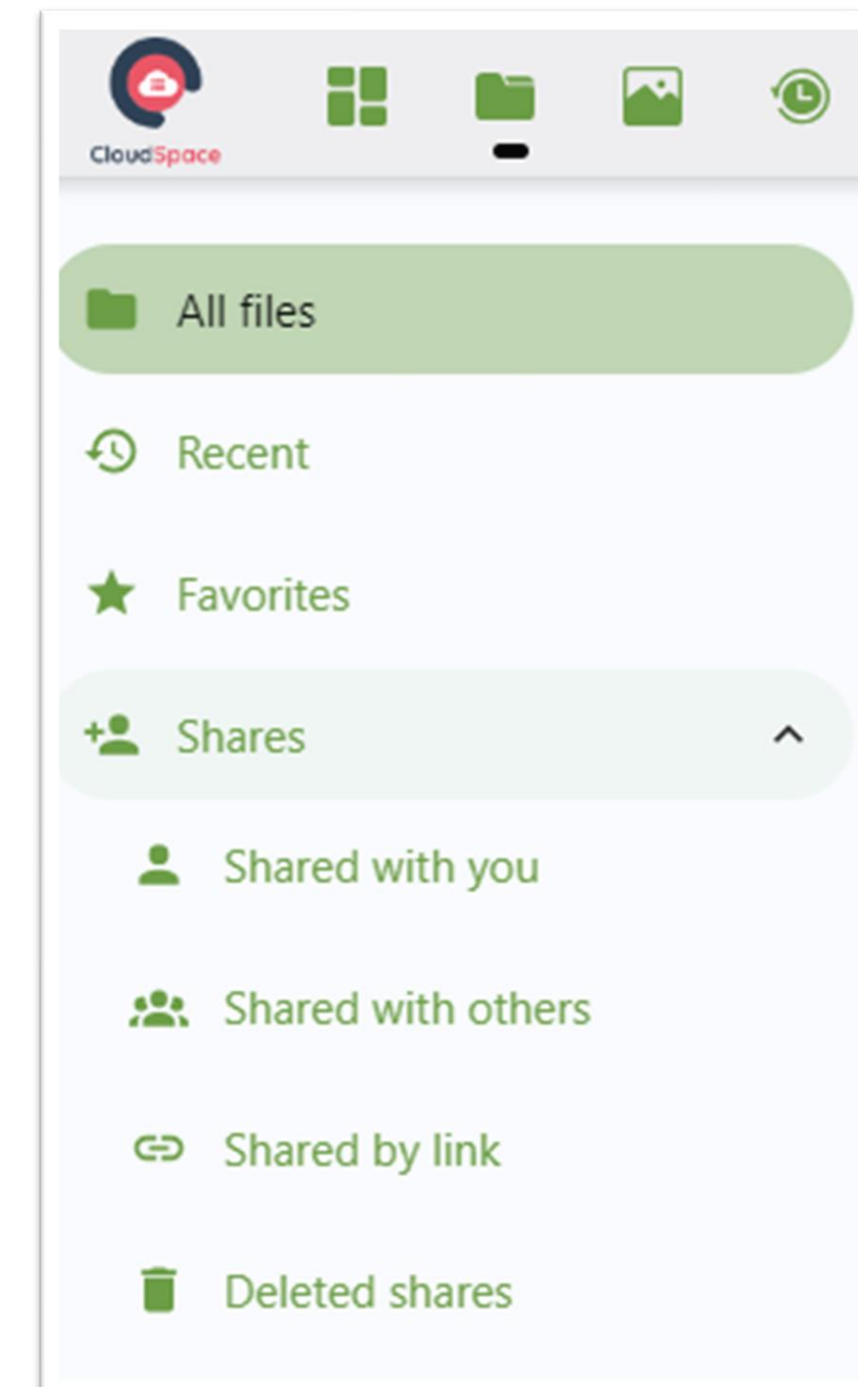 CloudSpace
All files
Recent
Favorites
Shares
Shared with you
Shared with others
Shared by link
Deleted shares